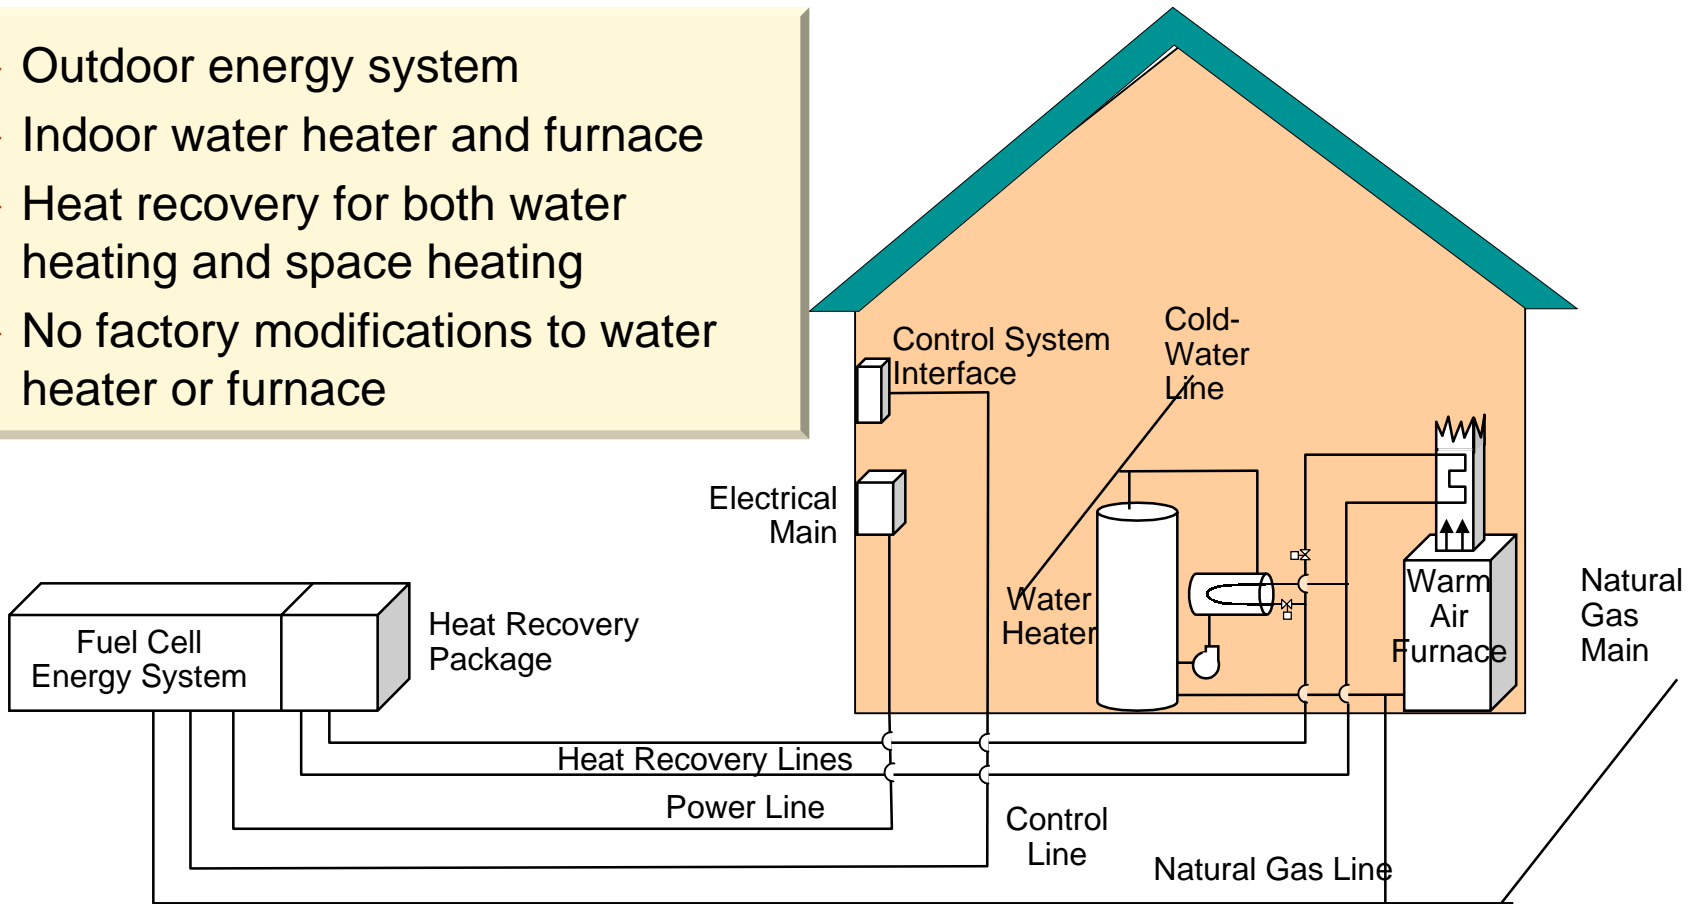 Outdoor energy system
Indoor water heater and furnace
Heat recovery for both water
heating and space heating
No factory modifications to water
heater or furnace
Control System
Interface
Cold-
Water
Line
Electrical
Main
Water
Heater
Warm
Air
Furnace
Natural
Gas
Main
Fuel Cell
Energy System
Heat Recovery
Package
Heat Recovery Lines
Power Line
Control
Line
Natural Gas Line